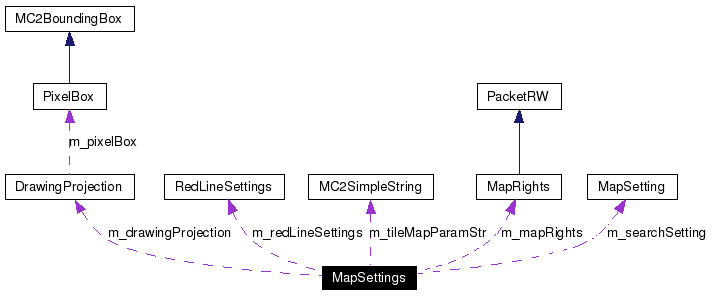 MC2BoundingBox
PixelBox
PacketRW
m_pixelBox
DrawingProjection
RedLineSettings
MC2SimpleString
MapRights
MapSetting
m_drawingProjection
m_redLineSettings
m_tileMapParamStr
m_mapRights
m_searchSetting
MapSettings